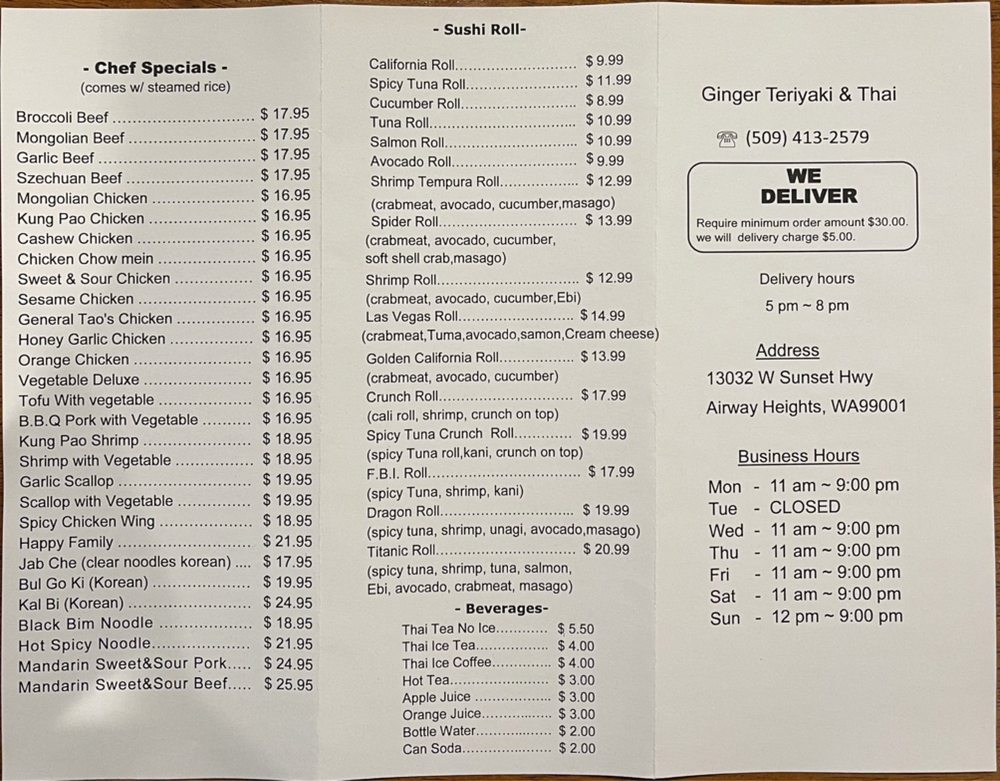 - Chef Specials -
(comes w/ steamed rice)
Broccoli Beef ............................ $ 17.95
Mongolian Beef ......................... $ 17.95
Garlic Beef ............................... $ 17.95
Szechuan Beef .......................... $ 17.95
Mongolian Chicken ..................... $ 16.95
Kung Pao Chicken ...................... $ 16.95
Cashew Chicken ........................ $ 16.95
Chicken Chow mein .................... $ 16.95
Sweet & Sour Chicken ................. $ 16.95
Sesame Chicken ........................ $ 16.95
General Tao's Chicken ................ $ 16.95
Honey Garlic Chicken .................. $ 16.95
Orange Chicken ......................... $ 16.95
Vegetable Deluxe ....................... $ 16.95
Tofu With vegetable .................... $ 16.95
B.B.Q Pork with Vegetable .......... $ 16.95
Kung Pao Shrimp ....................... $ 18.95
Shrimp with Vegetable ................ $ 18.95
Garlic Scallop ............................ $ 19.95
Scallop with Vegetable ................ $ 19.95
Spicy Chicken Wing .................... $ 18.95
Happy Family ............................ $ 21.95
Jab Che (clear noodles korean) .... $ 17.95
Bul Go Ki (Korean) ..................... $ 19.95
Kal Bi (Korean) .......................... $ 24.95
Black Bim Noodle ................... $ 18.95
Hot Spicy Noodle.................... $ 21.95
Mandarin Sweet&Sour Pork..... $ 24.95
Mandarin Sweet&Sour Beef..... $ 25.95
- Sushi Roll-
California Roll............................ $ 9.99
Spicy Tuna Roll......................... $ 11.99
Cucumber Roll.......................... $ 8.99
Tuna Roll.................................. $ 10.99
Salmon Roll.............................. $ 10.99
Avocado Roll............................ $ 9.99
Shrimp Tempura Roll................. $ 12.99
(crabmeat, avocado, cucumber,masago)
Spider Roll................................ $ 13.99
(crabmeat, avocado, cucumber,
soft shell crab,masago)
Shrimp Roll............................... $ 12.99
(crabmeat, avocado, cucumber,Ebi)
Las Vegas Roll......................... $ 14.99
(crabmeat,Tuma,avocado,samon,Cream cheese)
Golden California Roll................ $ 13.99
(crabmeat, avocado, cucumber)
Crunch Roll.............................. $ 17.99
(cali roll, shrimp, crunch on top)
Spicy Tuna Crunch Roll............ $ 19.99
(spicy Tuna roll,kani, crunch on top)
F.B.I. Roll.................................. $ 17.99
(spicy Tuna, shrimp, kani)
Dragon Roll.............................. $ 19.99
(spicy tuna, shrimp, unagi, avocado,masago)
Titanic Roll............................... $ 20.99
(spicy tuna, shrimp, tuna, salmon,
Ebi, avocado, crabmeat, masago)
- Beverages-
Thai Tea No Ice............ $ 5.50
Thai Ice Tea................. $ 4.00
Thai Ice Coffee............. $ 4.00
Hot Tea....................... $ 3.00
Apple Juice ................. $ 3.00
Orange Juice................ $ 3.00
Bottle Water................. $ 2.00
Can Soda.................... $ 2.00
Ginger Teriyaki & Thai
☏ (509) 413-2579
WE
DELIVER
Require minimum order amount $30.00.
we will delivery charge $5.00.
Delivery hours
5 pm ~ 8 pm
Address
13032 W Sunset Hwy
Airway Heights, WA99001
Business Hours
Mon - 11 am ~ 9:00 pm
Tue - CLOSED
Wed - 11 am ~ 9:00 pm
Thu - 11 am ~ 9:00 pm
Fri - 11 am ~ 9:00 pm
Sat - 11 am ~ 9:00 pm
Sun - 12 pm ~ 9:00 pm